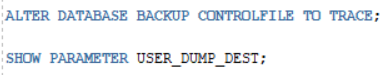 ALTER DATABASE BACKUP CONTROLFILE TO TRACE;
SHOW PARAMETER USER_DUMP_DEST;